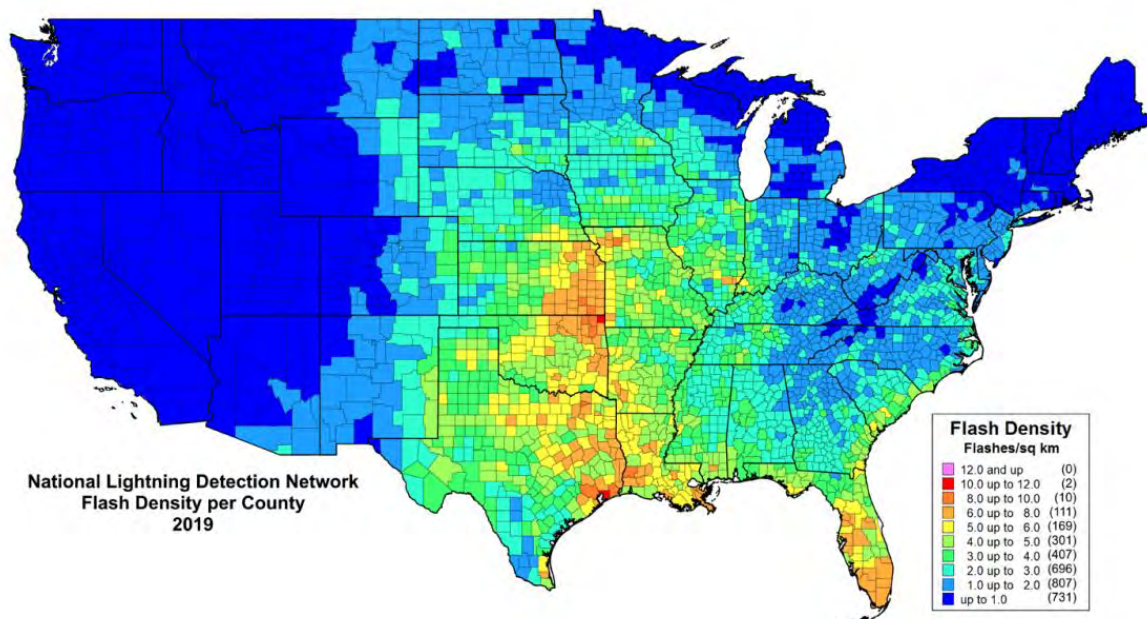 National Lightning Detection Network
Flash Density per County
2019
Flash Density
Flashes/sq km
12.0 and up (0)
10.0 up to 12.0 (2)
8.0 up to 10.0 (10)
6.0 up to 8.0 (111)
5.0 up to 6.0 (169)
4.0 up to 5.0 (301)
3.0 up to 4.0 (407)
2.0 up to 3.0 (696)
1.0 up to 2.0 (807)
up to 1.0 (731)